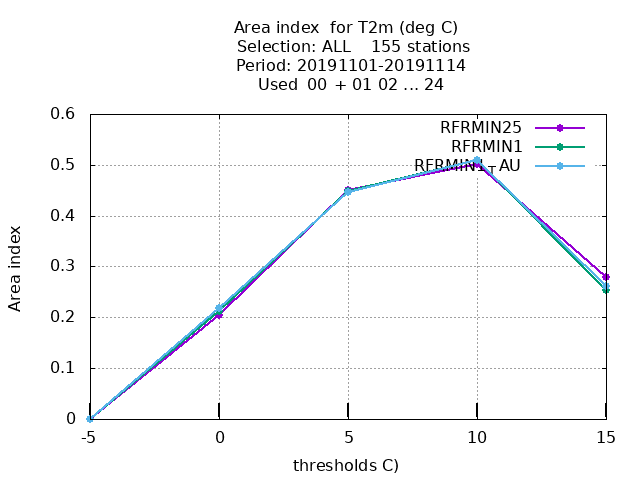 Area index  for T2m (deg C)
Selection: ALL    155 stations
Period: 20191101-20191114
Used  00 + 01 02 ... 24
0.6
RFRMIN25
RFRMIN1
0.5
RFRMIN1_TAU
0.4
0.3
0.2
0.1
0
Area index
-5 0 5 10 15
thresholds C)